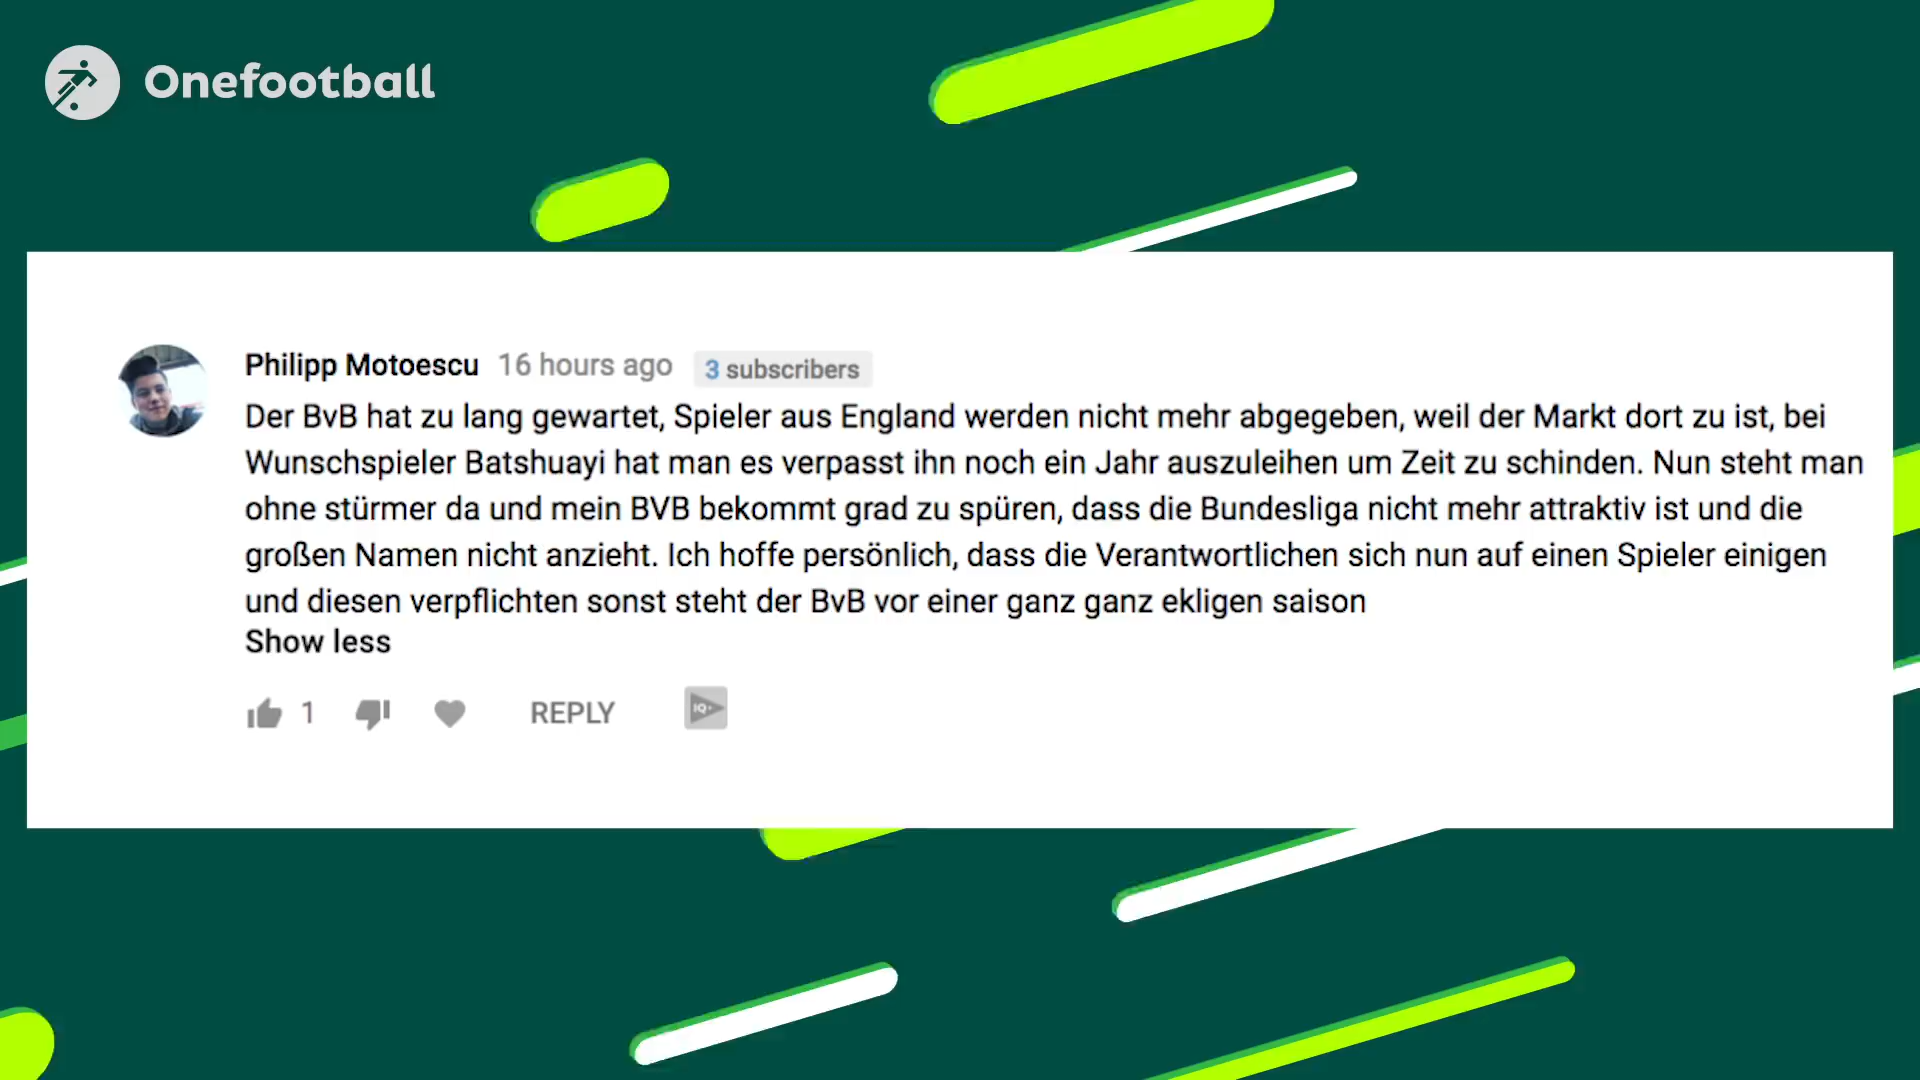 Onefootball
Philipp Motoescu 16 hours ago 3 subscribers
Der BvB hat zu lang gewartet, Spieler aus England werden nicht mehr abgegeben, weil der Markt dort zu ist, bei
Wunschspieler Batshuayi hat man es verpasst ihn noch ein Jahr auszuleihen um Zeit zu schinden. Nun steht man
ohne stürmer da und mein BVB bekommt grad zu spüren, dass die Bundesliga nicht mehr attraktiv ist und die
großen Namen nicht anzieht. Ich hoffe persönlich, dass die Verantwortlichen sich nun auf einen Spieler einigen
und diesen verpflichten sonst steht der BvB vor einer ganz ganz ekligen saison
Show less
1 REPLY IQ+